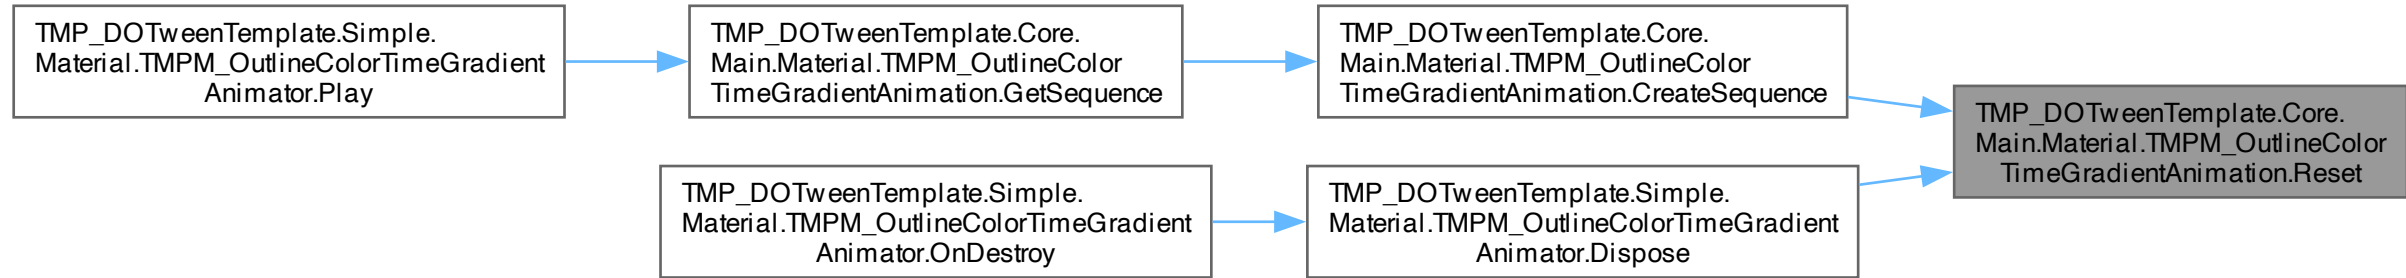 TMP_DOTweenTemplate.Simple.
Material.TMPM_OutlineColorTimeGradient
Animator.Play
TMP_DOTweenTemplate.Core.
Main.Material.TMPM_OutlineColor
TimeGradientAnimation.GetSequence
TMP_DOTweenTemplate.Core.
Main.Material.TMPM_OutlineColor
TimeGradientAnimation.CreateSequence
TMP_DOTweenTemplate.Core.
Main.Material.TMPM_OutlineColor
TimeGradientAnimation.Reset
TMP_DOTweenTemplate.Simple.
Material.TMPM_OutlineColorTimeGradient
Animator.OnDestroy
TMP_DOTweenTemplate.Simple.
Material.TMPM_OutlineColorTimeGradient
Animator.Dispose